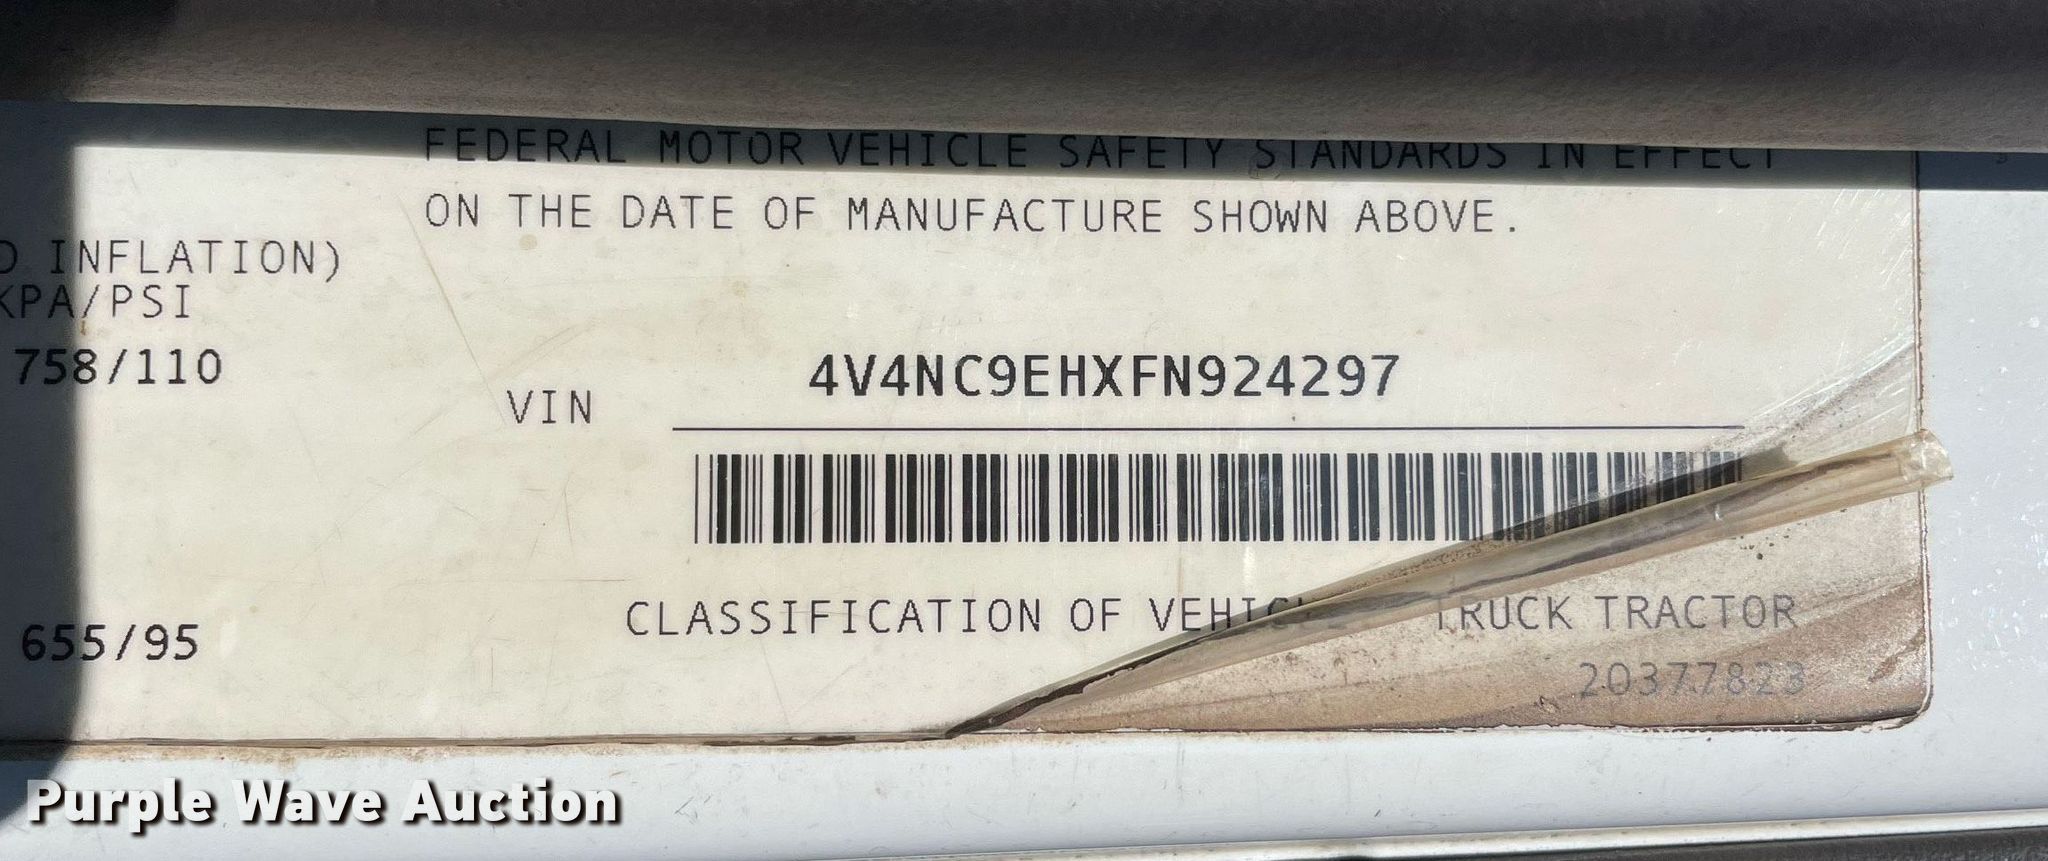 FEDERAL MOTOR VEHICLE SAFETY STANDARDS IN EFFECT
ON THE DATE OF MANUFACTURE SHOWN ABOVE.
D INFLATION)
KPA/PSI
758/110
VIN 4V4NC9EHXFN924297
655/95
CLASSIFICATION OF VEHICLE TRUCK TRACTOR
20377823
Purple Wave Auction